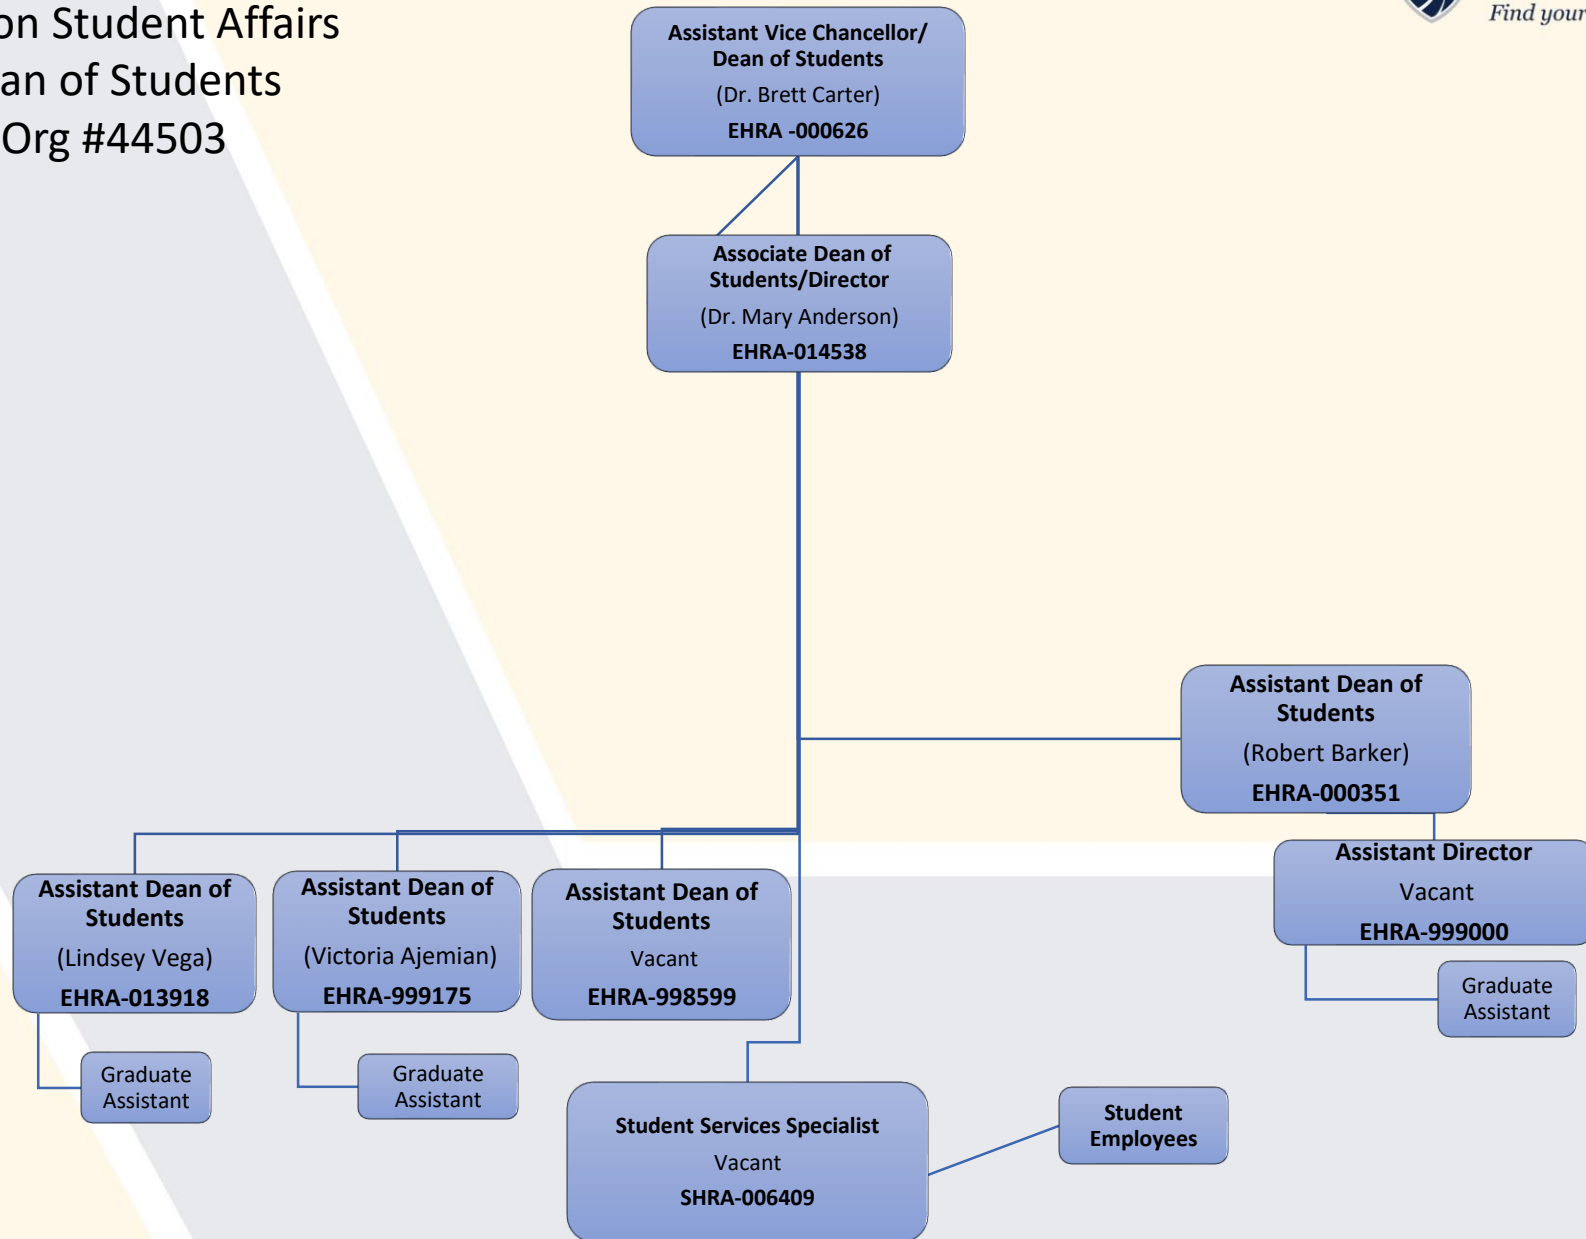 on Student Affairs
an of Students
Org #44503
Find your
Assistant Vice Chancellor/
Dean of Students
(Dr. Brett Carter)
EHRA -000626
Associate Dean of
Students/Director
(Dr. Mary Anderson)
EHRA-014538
Assistant Dean of
Students
(Robert Barker)
EHRA-000351
Assistant Director
Vacant
EHRA-999000
Graduate
Assistant
Assistant Dean of
Students
(Lindsey Vega)
EHRA-013918
Graduate
Assistant
Assistant Dean of
Students
(Victoria Ajemian)
EHRA-999175
Graduate
Assistant
Assistant Dean of
Students
Vacant
EHRA-998599
Student Services Specialist
Vacant
SHRA-006409
Student
Employees